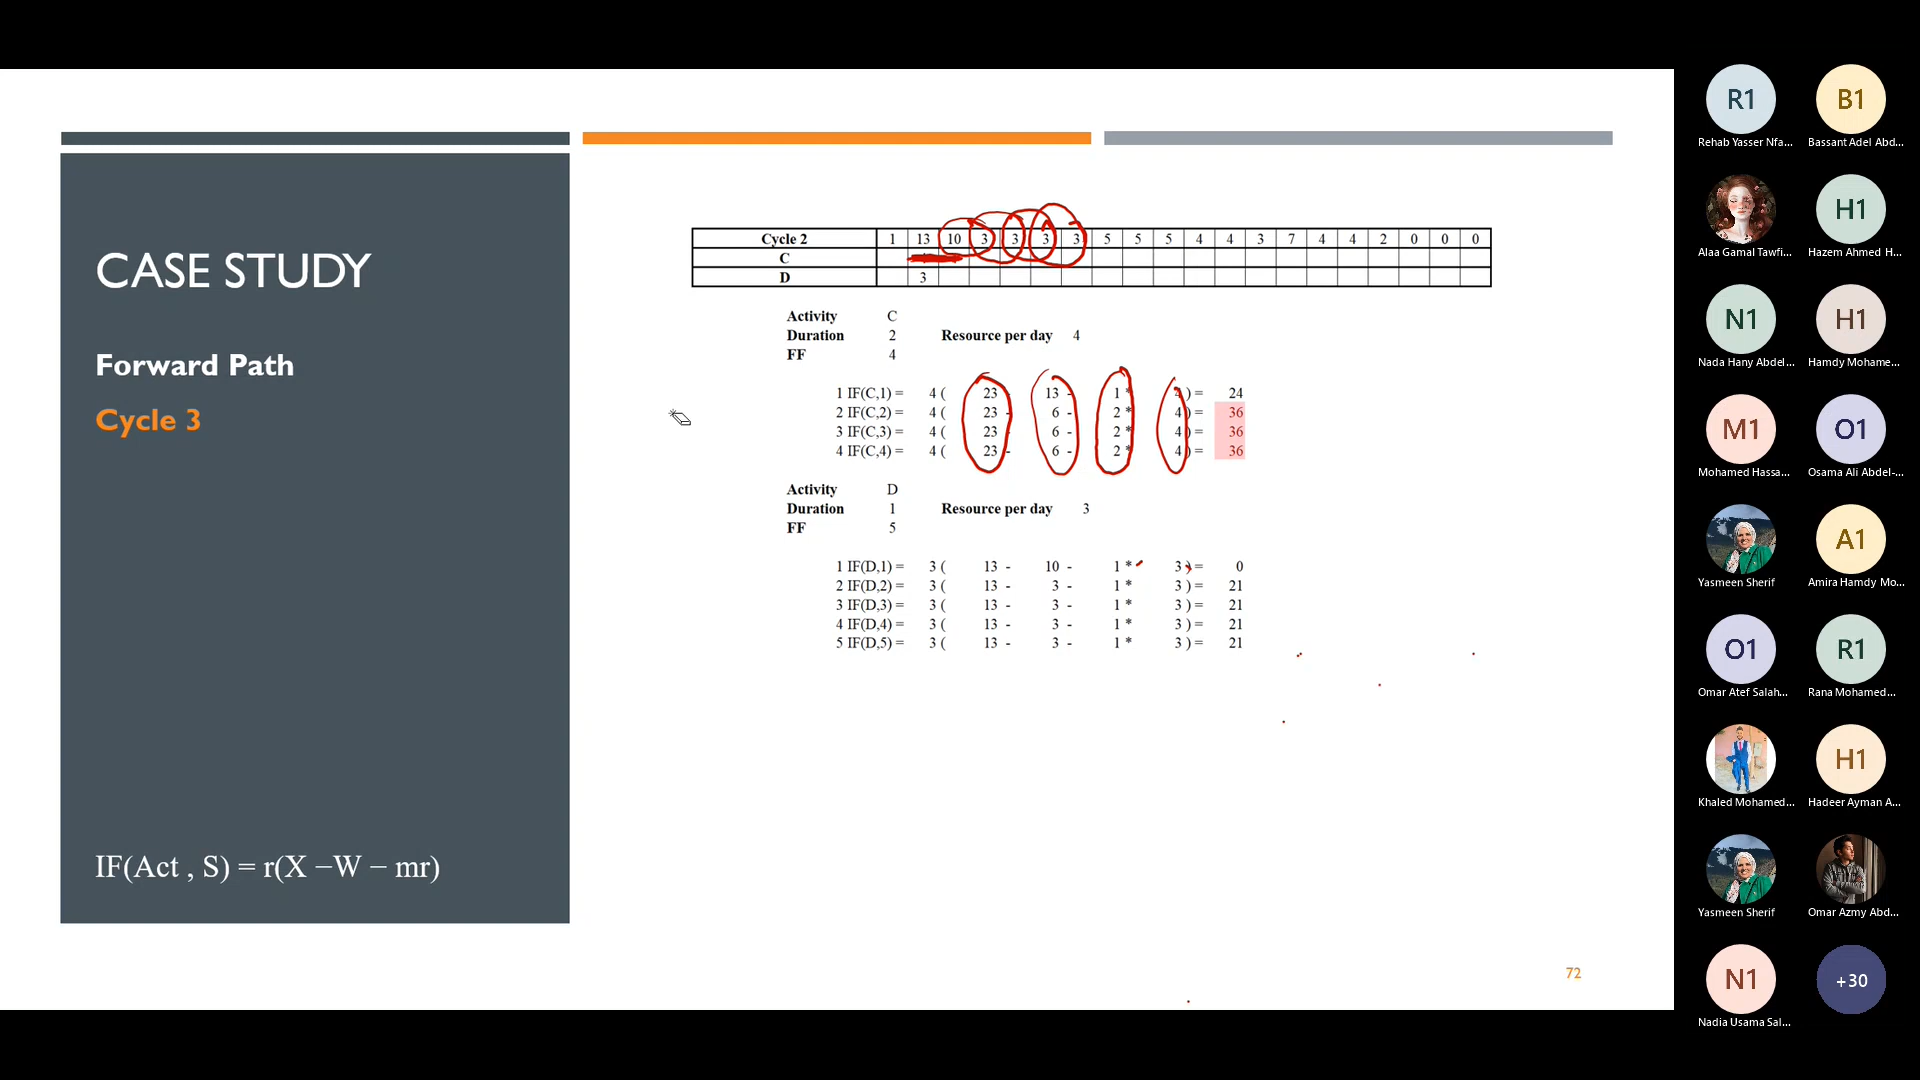 CASE STUDY
Forward Path
Cycle 3
IF(Act , S) = r(X −W − mr)
Cycle 2 1 13 10 3 3 3 3 5 5 5 4 4 3 7 4 4 2 0 0 0
C
D 3
Activity C
Duration 2 Resource per day 4
FF 4
1 IF(C,1) = 4 ( 23 - 13 - 1 * 4 ) = 24
2 IF(C,2) = 4 ( 23 - 6 - 2 * 4 ) = 36
3 IF(C,3) = 4 ( 23 - 6 - 2 * 4 ) = 36
4 IF(C,4) = 4 ( 23 - 6 - 2 * 4 ) = 36
Activity D
Duration 1 Resource per day 3
FF 5
1 IF(D,1) = 3 ( 13 - 10 - 1 * 3 ) = 0
2 IF(D,2) = 3 ( 13 - 3 - 1 * 3 ) = 21
3 IF(D,3) = 3 ( 13 - 3 - 1 * 3 ) = 21
4 IF(D,4) = 3 ( 13 - 3 - 1 * 3 ) = 21
5 IF(D,5) = 3 ( 13 - 3 - 1 * 3 ) = 21
72
R1 B1
Rehab Yasser Nfa... Bassant Adel Abd...
H1
Alaa Gamal Tawfi... Hazem Ahmed H...
N1 H1
Nada Hany Abdel... Hamdy Mohame...
M1 O1
Mohamed Hassa... Osama Ali Abdel-...
A1
Yasmeen Sherif Amira Hamdy Mo...
O1 R1
Omar Atef Salah... Rana Mohamed...
H1
Khaled Mohamed... Hadeer Ayman A...
Yasmeen Sherif Omar Azmy Abd...
N1 +30
Nadia Usama Sal...